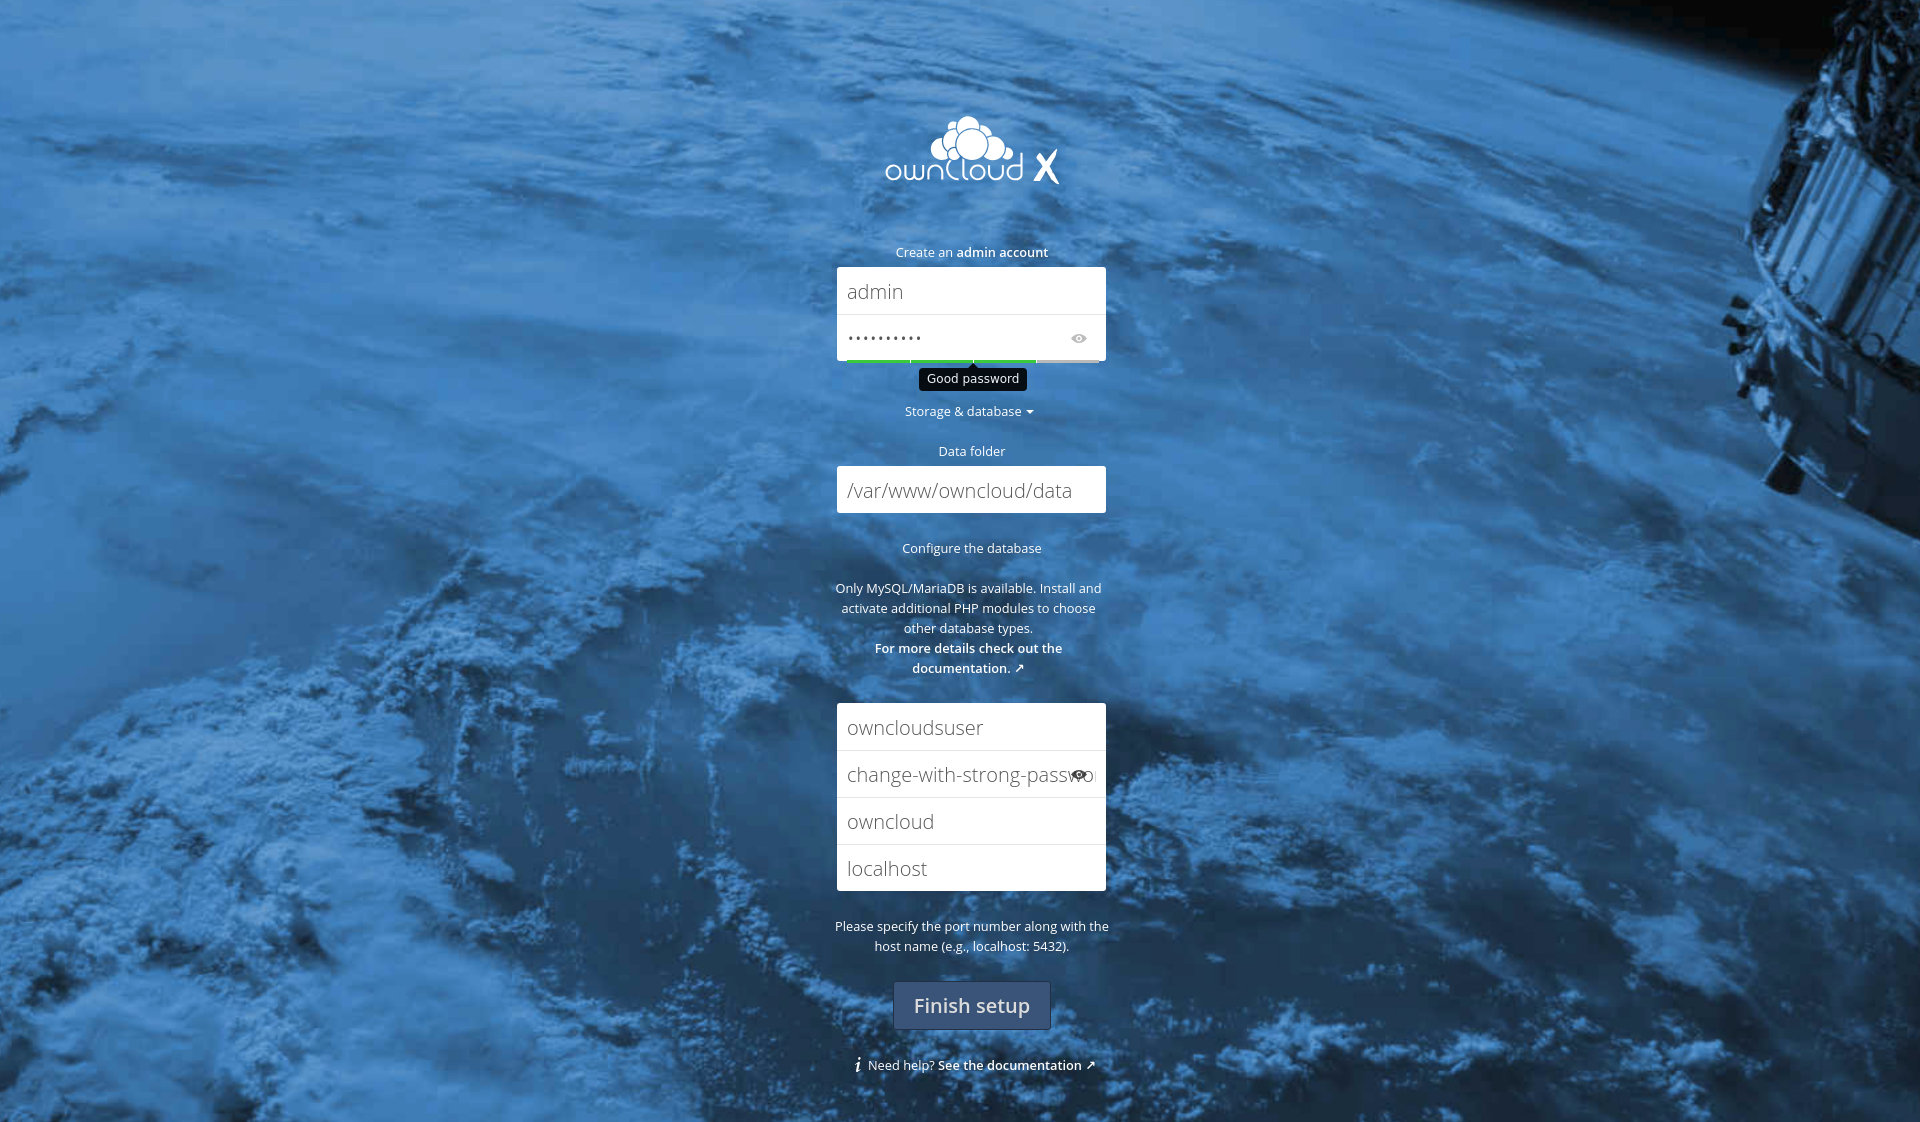 ownCloud X
Create an admin account
admin
••••••••••
Good password
Storage & database
Data folder
/var/www/owncloud/data
Configure the database
Only MySQL/MariaDB is available. Install and
activate additional PHP modules to choose
other database types.
For more details check out the
documentation. ↗
owncloudsuser
change-with-strong-passwor
owncloud
localhost
Please specify the port number along with the
host name (e.g., localhost: 5432).
Finish setup
i Need help? See the documentation ↗